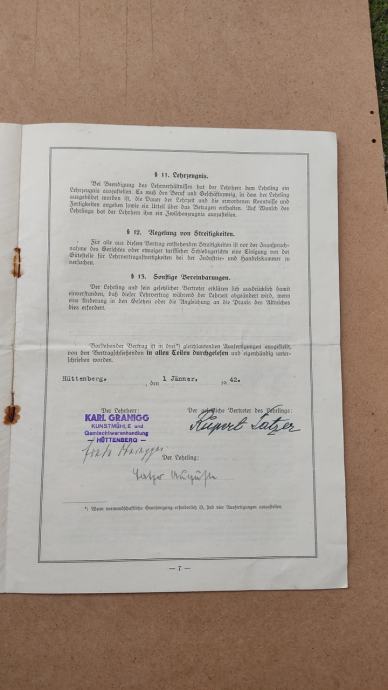 § 11. Lehrzeugnis.
Bei Beendigung des Lehrverhältnisses hat der Lehrherr dem Lehrling ein
Lehrzeugnis auszustellen. Es muß den Beruf und Geschäftszweig, in dem der Lehrling
ausgebildet worden ist, die Dauer der Lehrzeit und die erworbenen Kenntnisse und
Fertigkeiten angeben sowie ein Urteil über das Betragen enthalten. Auf Wunsch des
Lehrlings hat der Lehrherr ihm ein Zwischenzeugnis auszustellen.
§ 12. Regelung von Streitigkeiten.
Für alle aus diesem Vertrag entstehenden Streitigkeiten ist vor der Inanspruch-
nahme des Gerichtes oder etwaiger tariflicher Schiedsgerichte eine Einigung vor der
Gütestelle für Lehrvertragsstreitigkeiten bei der Industrie- und Handelskammer zu
versuchen.
§ 13. Sonstige Vereinbarungen.
Der Lehrling und sein gesetzlicher Vertreter erklären sich ausdrücklich damit
einverstanden, daß dieser Lehrvertrag während der Lehrzeit abgeändert wird, wenn
eine Änderung in den Gesetzen oder die Angleichung an die Praxis des Altreiches
dies erfordert.
Vorstehender Vertrag ist in drei*) gleichlautenden Ausfertigungen ausgestellt,
von den Vertragschließenden in allen Teilen durchgelesen und eigenhändig unter-
schrieben worden.
Hüttenberg. , den 1 Jänner. 1942.
Der Lehrherr: Der gesetzliche Vertreter des Lehrlings:
KARL GRANIGG
KUNSTMÜHLE und
Gemischtwarenhandlung
— HÜTTENBERG —
Rupert Tatzer
Der Lehrling:
Tatzer Auguste
*) Wenn vormundschaftliche Genehmigung erforderlich ist, sind vier Ausfertigungen auszustellen.
— 7 —